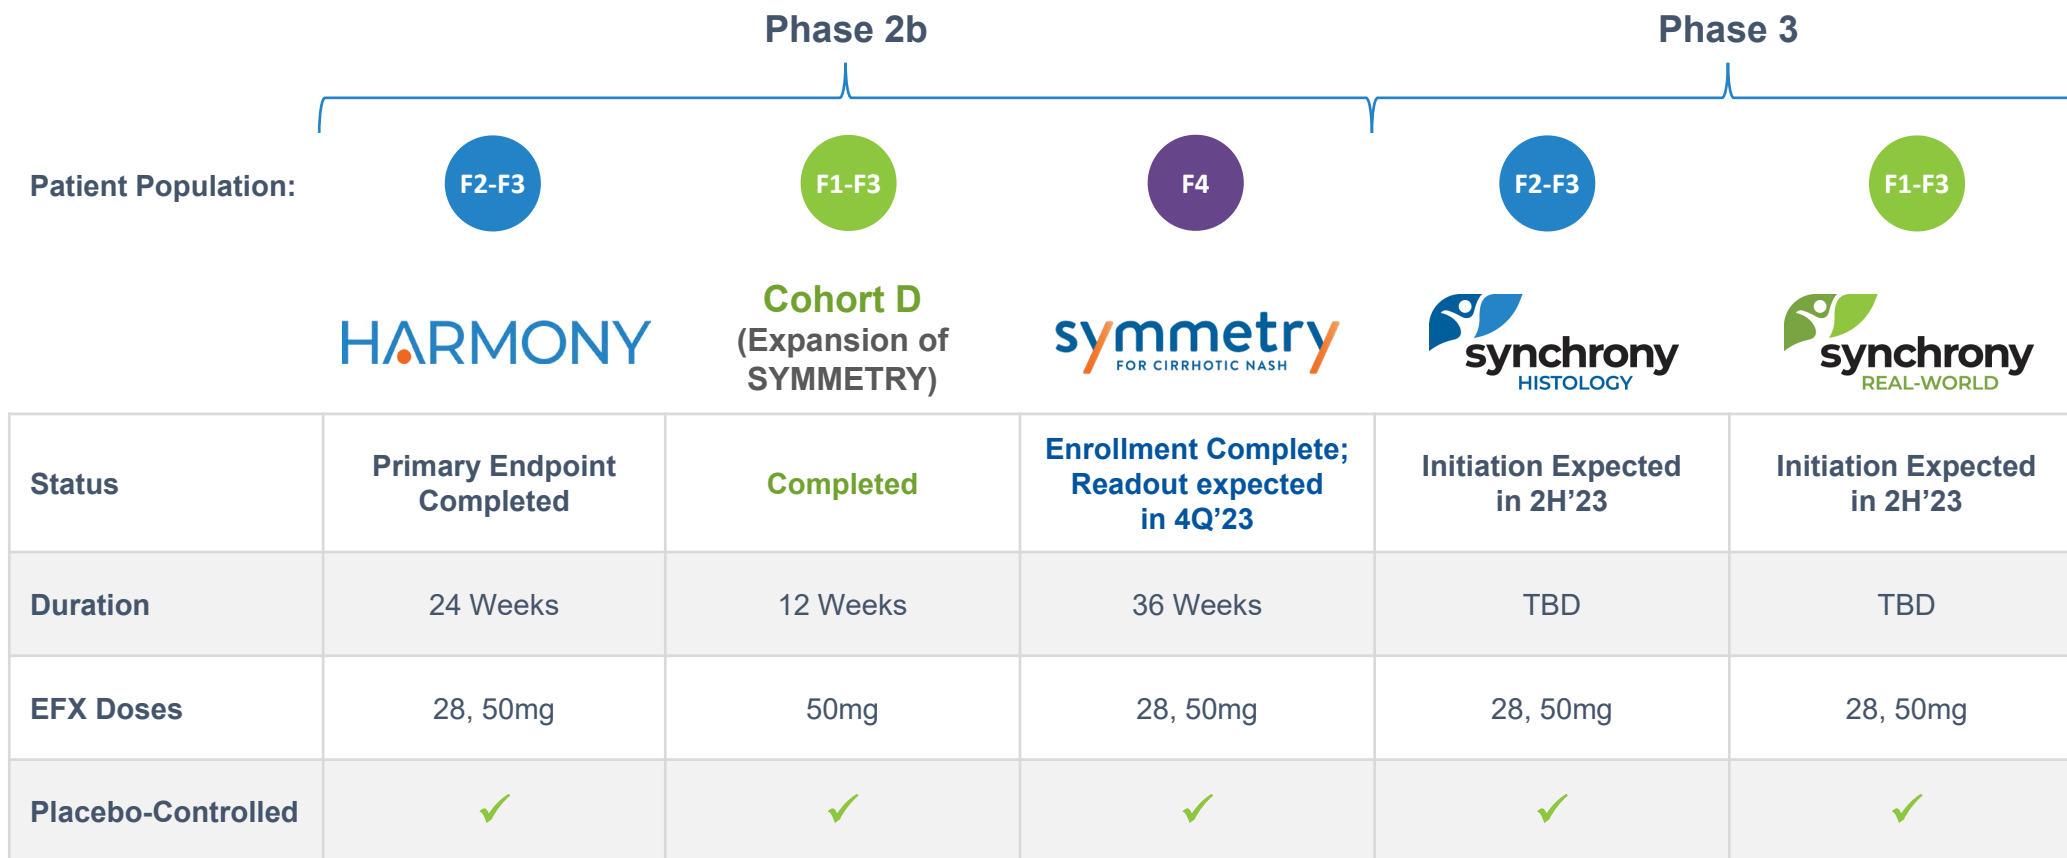 Phase 2b
Phase 3
Patient Population:
F2-F3
F1-F3
F4
F2-F3
F1-F3
HARMONY
Cohort D
(Expansion of
SYMMETRY)
symmetry
FOR CIRRHOTIC NASH
synchrony
HISTOLOGY
synchrony
REAL-WORLD
Status
Primary Endpoint
Completed
Completed
Enrollment Complete;
Readout expected
in 4Q’23
Initiation Expected
in 2H’23
Initiation Expected
in 2H’23
Duration
24 Weeks
12 Weeks
36 Weeks
TBD
TBD
EFX Doses
28, 50mg
50mg
28, 50mg
28, 50mg
28, 50mg
Placebo-Controlled
✓
✓
✓
✓
✓